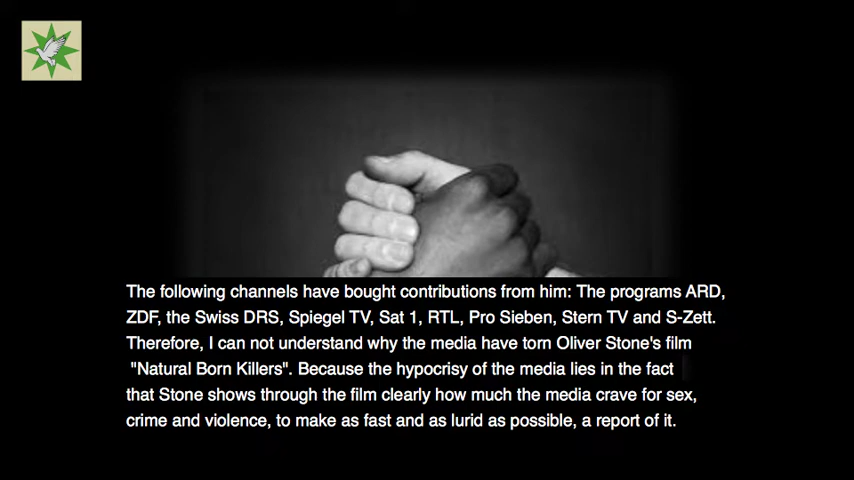 The following channels have bought contributions from him: The programs ARD,
ZDF, the Swiss DRS, Spiegel TV, Sat 1, RTL, Pro Sieben, Stern TV and S-Zett.
Therefore, I can not understand why the media have torn Oliver Stone's film
"Natural Born Killers". Because the hypocrisy of the media lies in the fact
that Stone shows through the film clearly how much the media crave for sex,
crime and violence, to make as fast and as lurid as possible, a report of it.